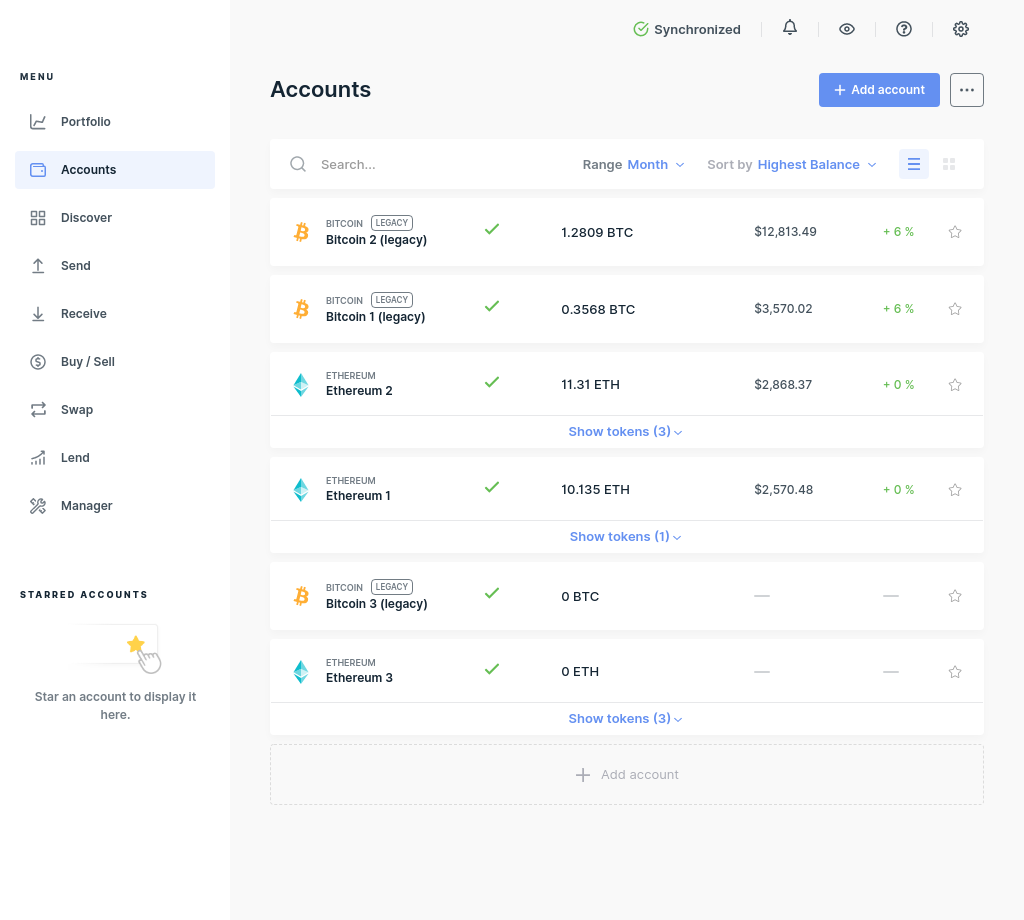 Synchronized
MENU
Portfolio
Accounts
Discover
Send
Receive
Buy / Sell
Swap
Lend
Manager
STARRED ACCOUNTS
Star an account to display it
here.
Accounts
Add account
Search...
Range Month
Sort by Highest Balance
BITCOIN LEGACY
Bitcoin 2 (legacy)
1.2809 BTC
$12,813.49
+ 6 %
BITCOIN LEGACY
Bitcoin 1 (legacy)
0.3568 BTC
$3,570.02
+ 6 %
ETHEREUM
Ethereum 2
11.31 ETH
$2,868.37
+ 0 %
Show tokens (3)
ETHEREUM
Ethereum 1
10.135 ETH
$2,570.48
+ 0 %
Show tokens (1)
BITCOIN LEGACY
Bitcoin 3 (legacy)
0 BTC
—
—
ETHEREUM
Ethereum 3
0 ETH
—
—
Show tokens (3)
Add account